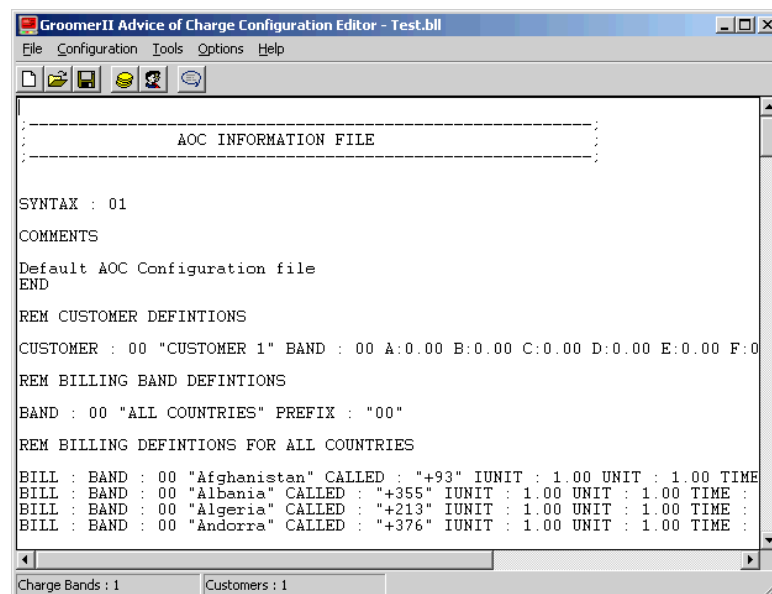 GroomerII Advice of Charge Configuration Editor - Test.bll
File Configuration Tools Options Help
;----------------------------------------------------------;
; AOC INFORMATION FILE ;
;----------------------------------------------------------;
SYNTAX : 01
COMMENTS
Default AOC Configuration file
END
REM CUSTOMER DEFINTIONS
CUSTOMER : 00 "CUSTOMER 1" BAND : 00 A:0.00 B:0.00 C:0.00 D:0.00 E:0.00 F:0
REM BILLING BAND DEFINTIONS
BAND : 00 "ALL COUNTRIES" PREFIX : "00"
REM BILLING DEFINTIONS FOR ALL COUNTRIES
BILL : BAND : 00 "Afghanistan" CALLED : "+93" IUNIT : 1.00 UNIT : 1.00 TIME
BILL : BAND : 00 "Albania" CALLED : "+355" IUNIT : 1.00 UNIT : 1.00 TIME :
BILL : BAND : 00 "Algeria" CALLED : "+213" IUNIT : 1.00 UNIT : 1.00 TIME :
BILL : BAND : 00 "Andorra" CALLED : "+376" IUNIT : 1.00 UNIT : 1.00 TIME :
Charge Bands : 1 Customers : 1